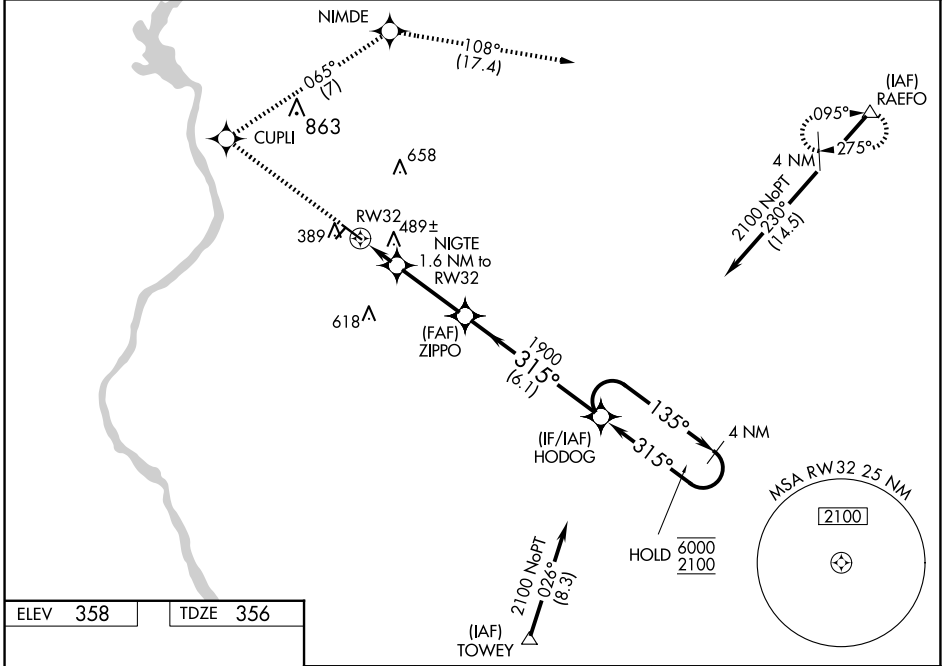 NIMDE
108°
(17.4)
065°
(7)
863
CUPLI
658
(IAF)
RAEFO
095°
275°
4 NM
2100 NoPT
230°
(14.5)
RW32
389
489±
NIGTE
1.6 NM to
RW32
618
(FAF)
ZIPPO
1900
315°
(6.1)
(IF/IAF)
HODOG
135°
4 NM
315°
HOLD 6000
2100
MSA RW32 25 NM
2100
2100 NoPT
026°
(8.3)
(IAF)
TOWEY
ELEV 358
TDZE 356